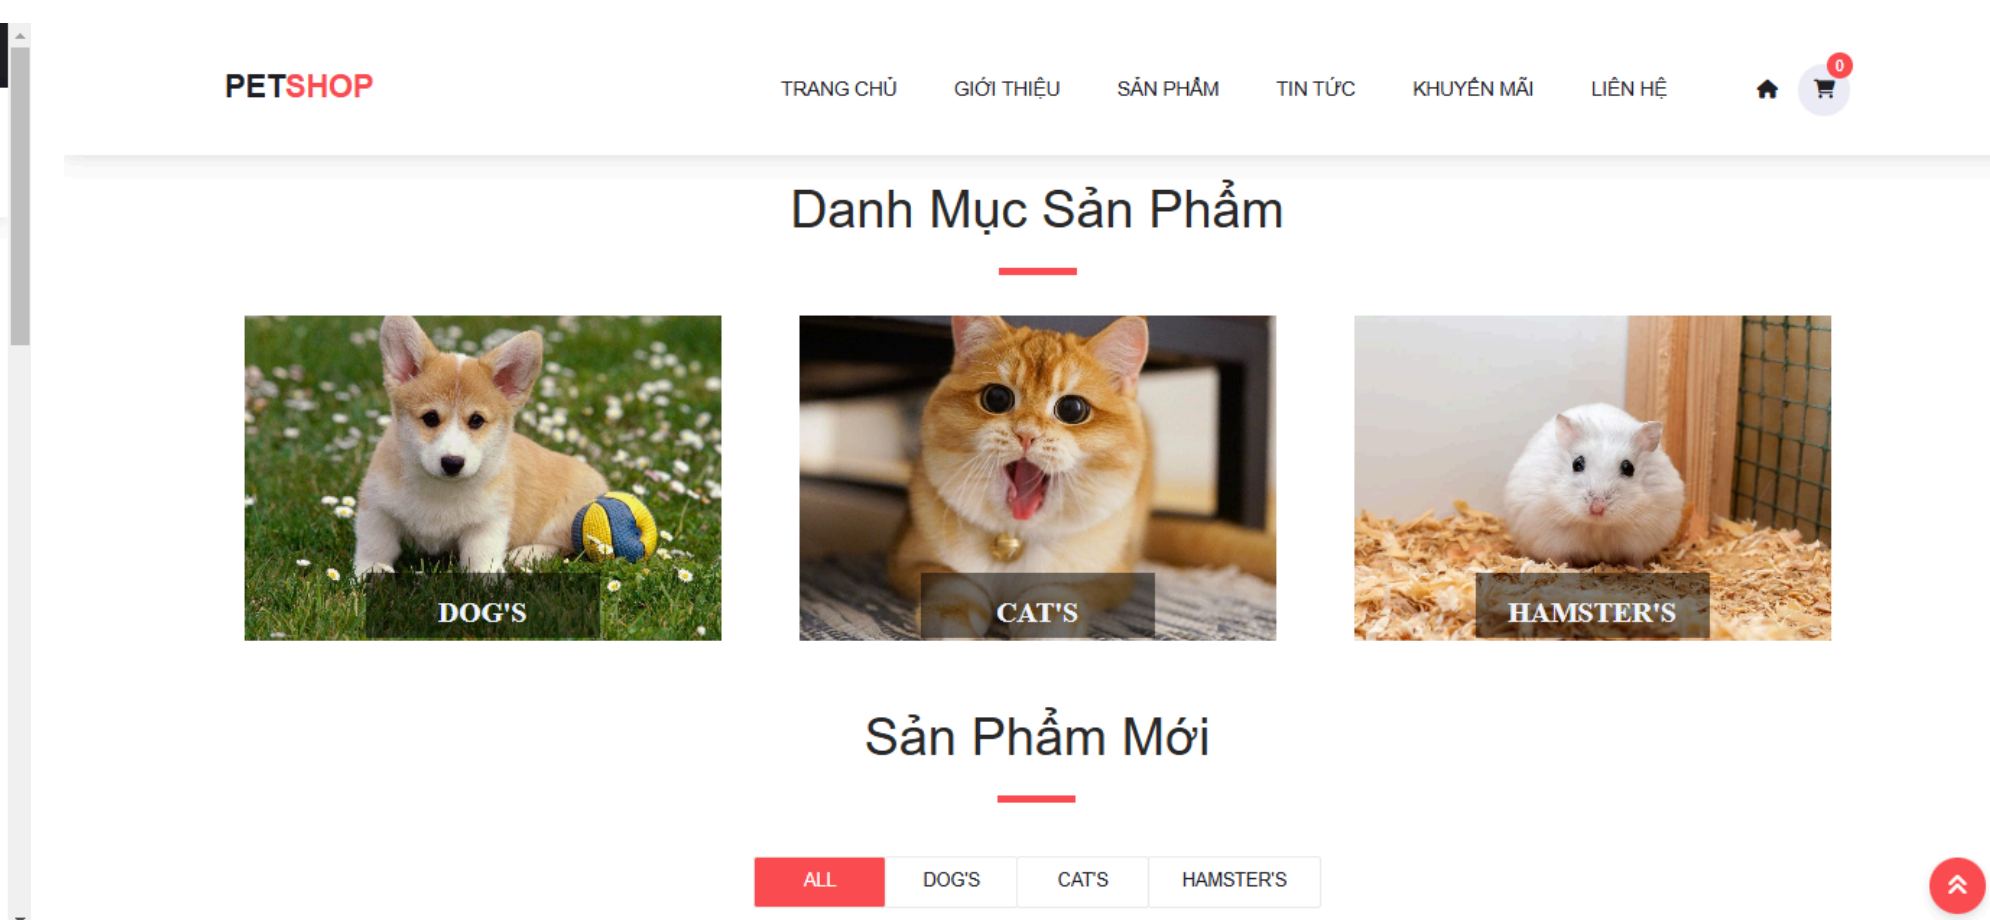 PETSHOP
TRANG CHỦ GIỚI THIỆU SẢN PHẨM TIN TỨC KHUYẾN MÃI LIÊN HỆ 0
Danh Mục Sản Phẩm
DOG'S CAT'S HAMSTER'S
Sản Phẩm Mới
ALL DOG'S CAT'S HAMSTER'S